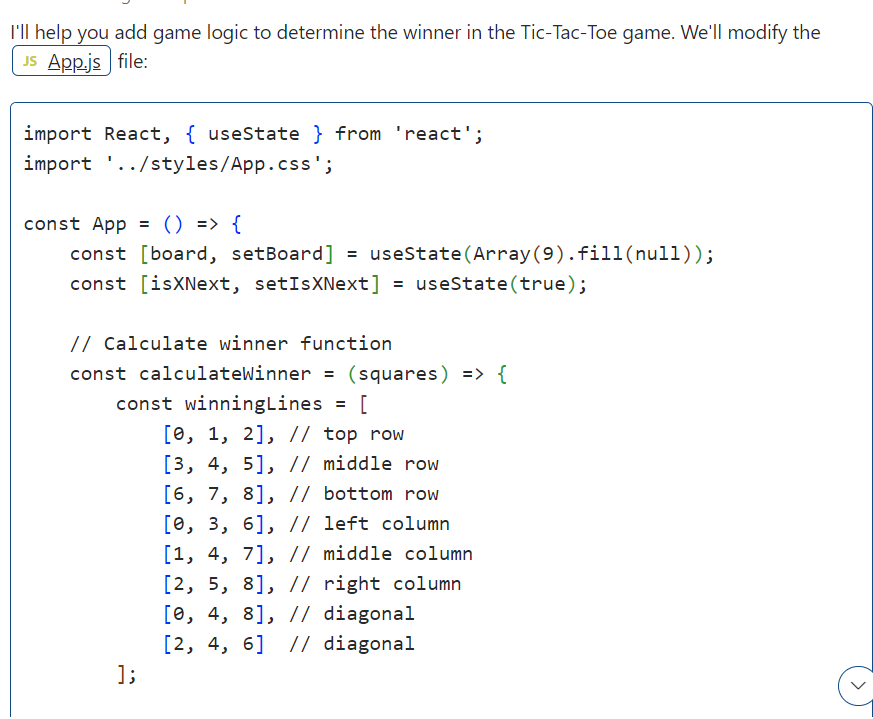 I'll help you add game logic to determine the winner in the Tic-Tac-Toe game. We'll modify the
JS App.js file:
import React, { useState } from 'react';
import '../styles/App.css';
const App = () => {
    const [board, setBoard] = useState(Array(9).fill(null));
    const [isXNext, setIsXNext] = useState(true);
    // Calculate winner function
    const calculateWinner = (squares) => {
        const winningLines = [
            [0, 1, 2], // top row
            [3, 4, 5], // middle row
            [6, 7, 8], // bottom row
            [0, 3, 6], // left column
            [1, 4, 7], // middle column
            [2, 5, 8], // right column
            [0, 4, 8], // diagonal
            [2, 4, 6]  // diagonal
        ];